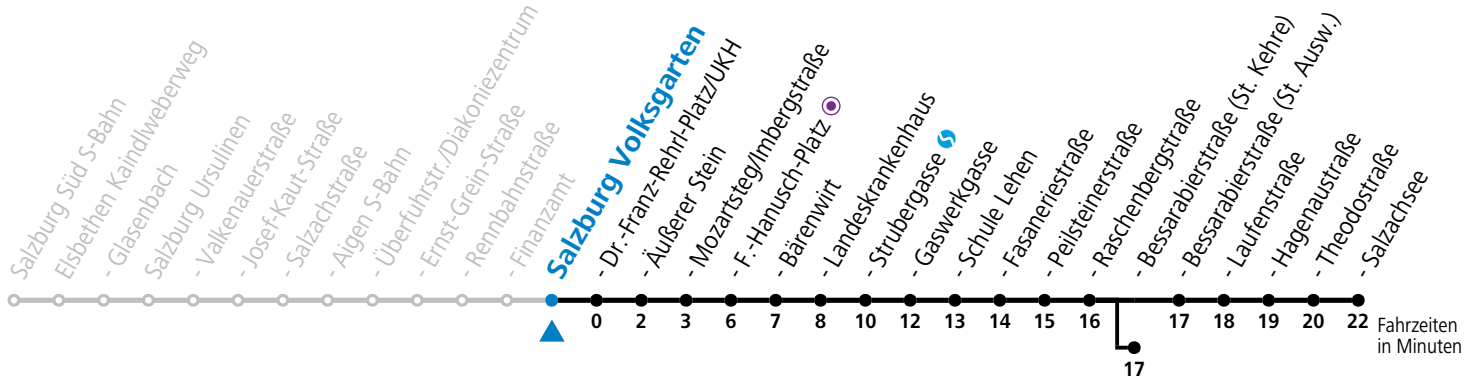 Salzburg Süd S-Bahn
Elsbethen Kaindlweberweg
- Glasenbach
Salzburg Ursulinen
- Valkenauerstraße
- Josef-Kaut-Straße
- Salzachstraße
- Aigen S-Bahn
- Überfuhrstr./Diakoniezentrum
- Ernst-Grein-Straße
- Rennbahnstraße
- Finanzamt
Salzburg Volksgarten
- Dr.-Franz-Rehrl-Platz/UKH
- Äußerer Stein
- Mozartsteg/Imbergstraße
- F.-Hanusch-Platz
- Bärenwirt
- Landeskrankenhaus
- Strubergasse
- Gaswerkgasse
- Schule Lehen
- Fasaneriestraße
- Peilsteinerstraße
- Raschenbergstraße
- Bessarabierstraße (St. Kehre)
- Bessarabierstraße (St. Ausw.)
- Laufenstraße
- Hagenaustraße
- Theodostraße
- Salzachsee
0 2 3 6 7 8 10 12 13 14 15 16 17 18 19 20 22
Fahrzeiten
in Minuten
17